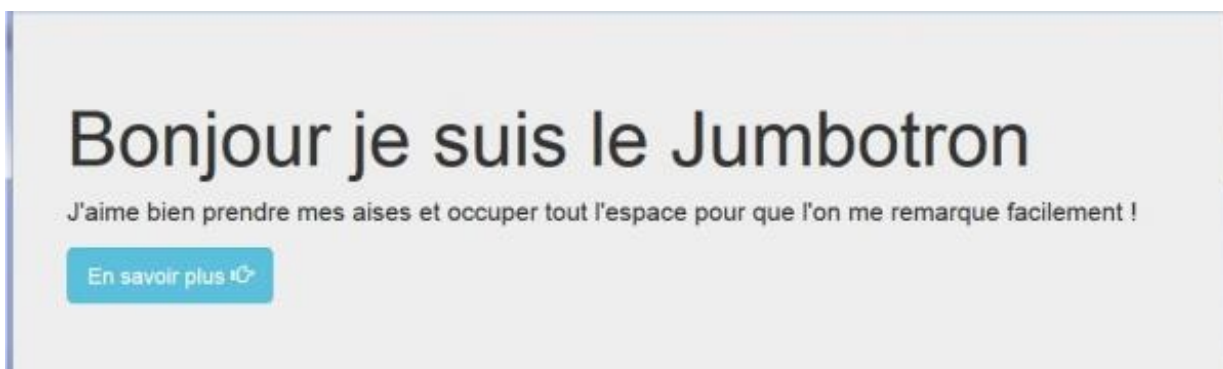 Bonjour je suis le Jumbotron
J'aime bien prendre mes aises et occuper tout l'espace pour que l'on me remarque facilement !
En savoir plus